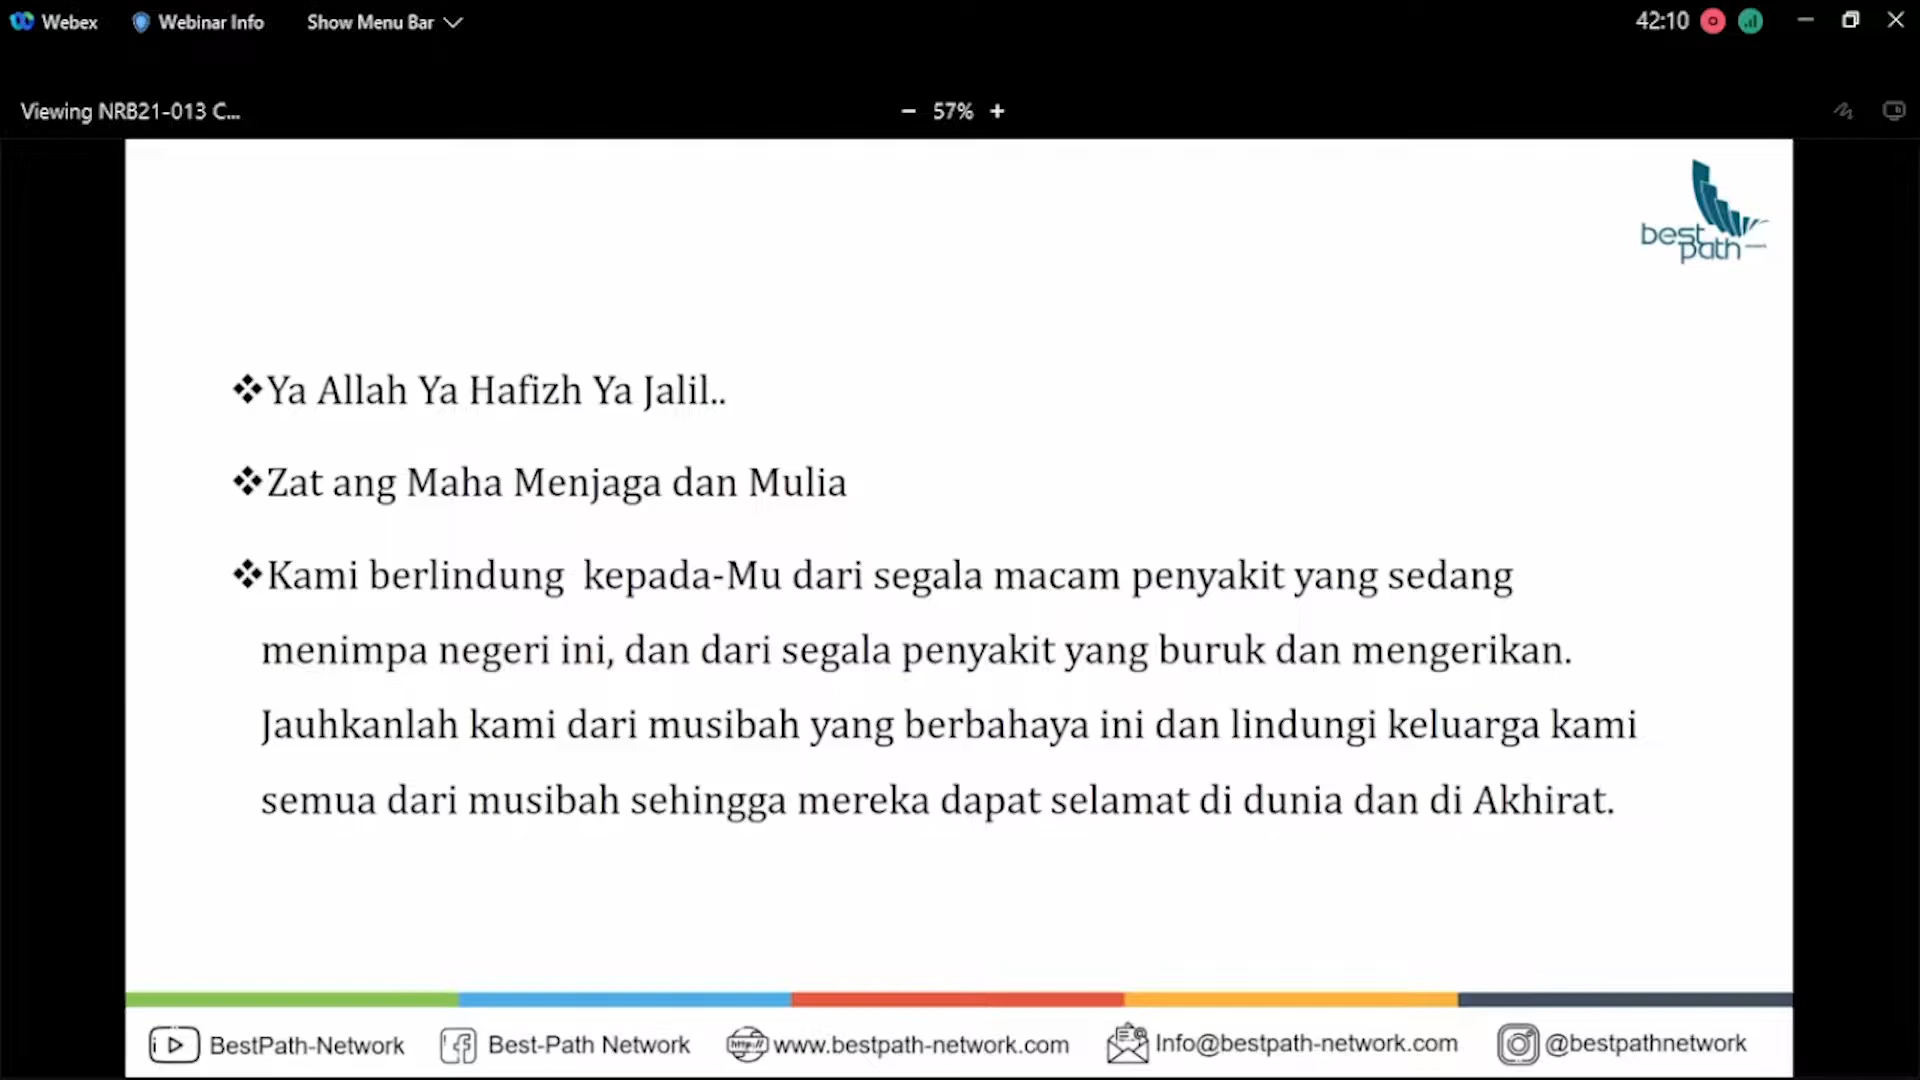 Webex Webinar Info Show Menu Bar 42:10
Viewing NRB21-013 C... − 57% +
best
path
❖Ya Allah Ya Hafizh Ya Jalil..
❖Zat ang Maha Menjaga dan Mulia
❖Kami berlindung kepada-Mu dari segala macam penyakit yang sedang
menimpa negeri ini, dan dari segala penyakit yang buruk dan mengerikan.
Jauhkanlah kami dari musibah yang berbahaya ini dan lindungi keluarga kami
semua dari musibah sehingga mereka dapat selamat di dunia dan di Akhirat.
BestPath-Network Best-Path Network http:// www.bestpath-network.com Info@bestpath-network.com @bestpathnetwork